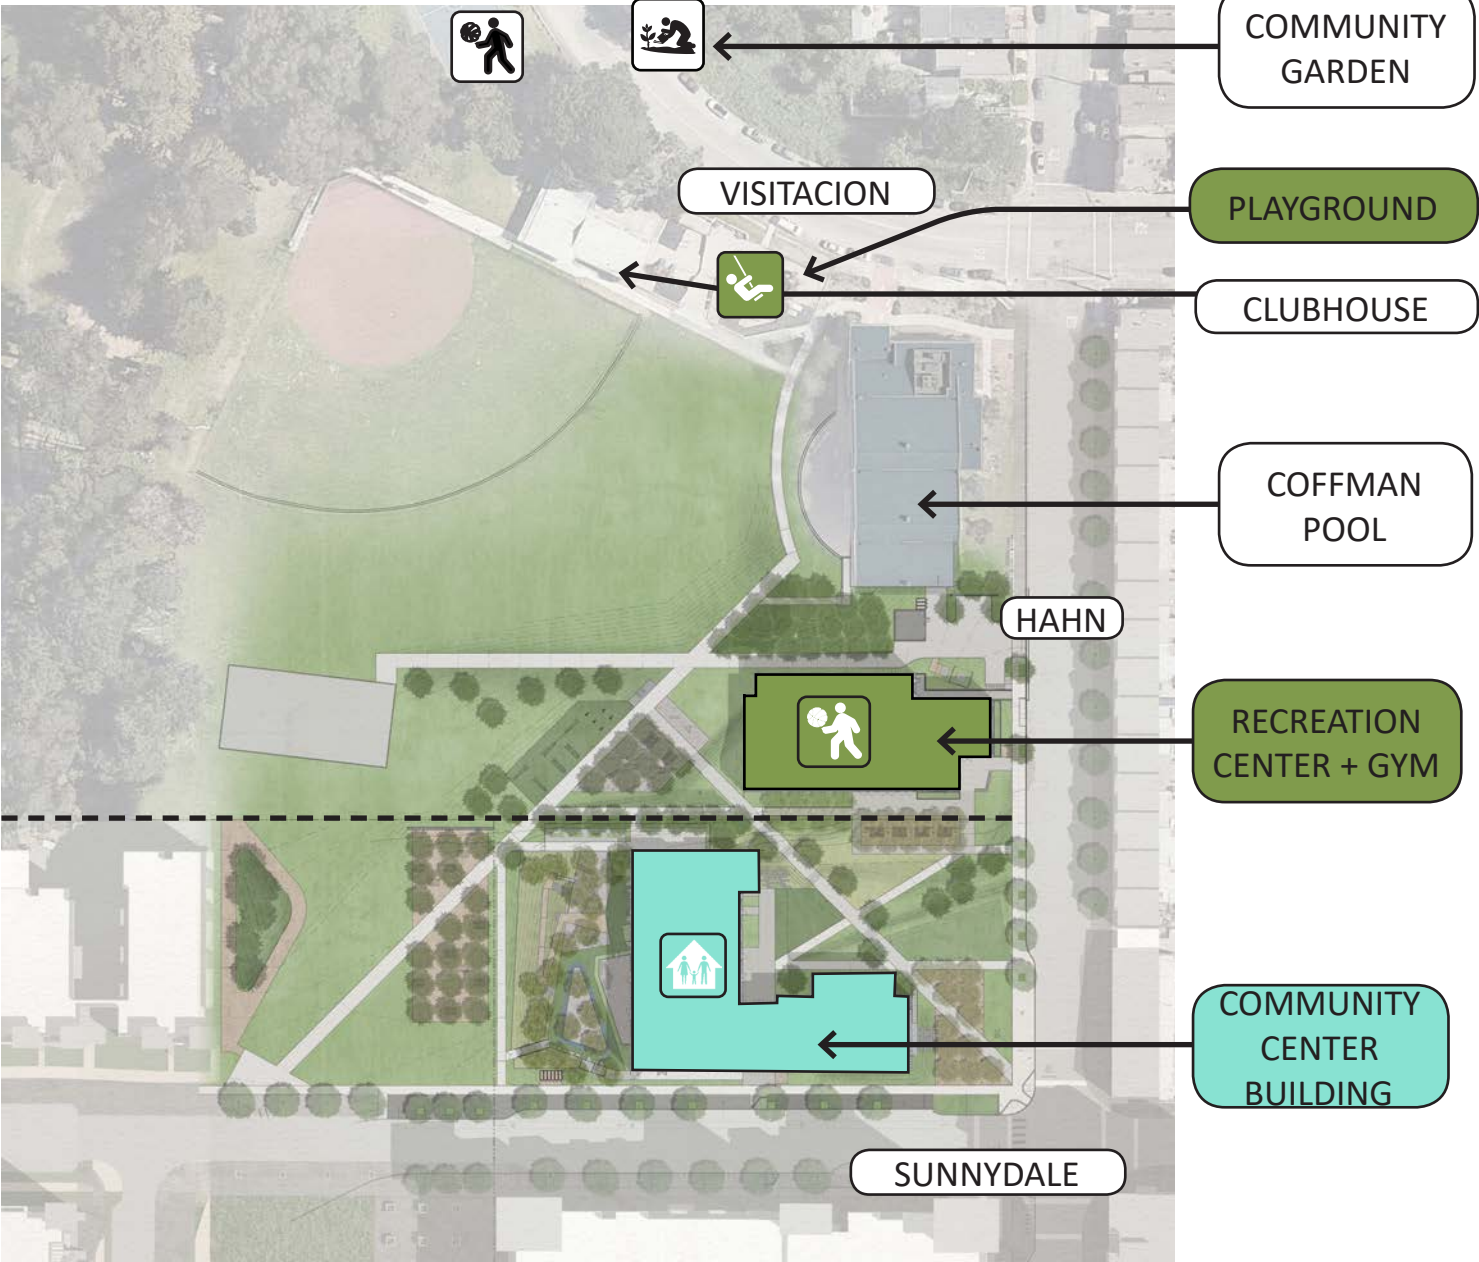 COMMUNITY
GARDEN
VISITACION
PLAYGROUND
CLUBHOUSE
COFFMAN
POOL
HAHN
RECREATION
CENTER + GYM
COMMUNITY
CENTER
BUILDING
SUNNYDALE